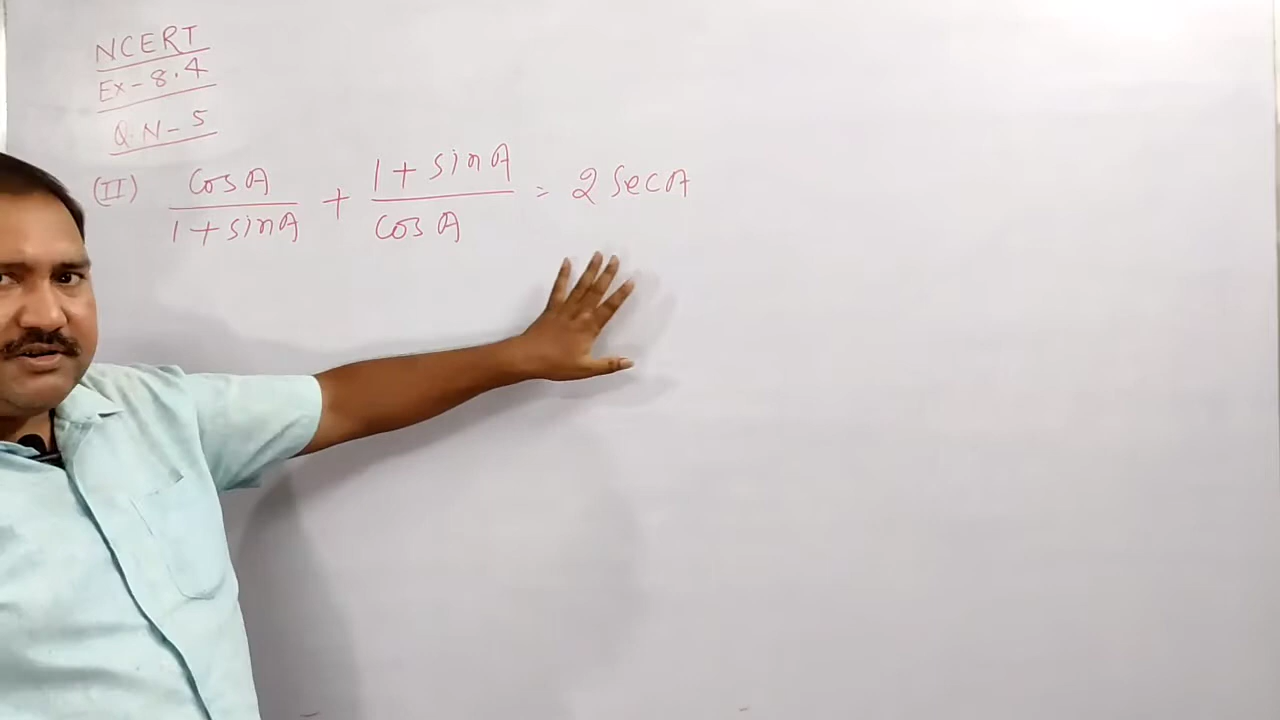 NCERT
Ex-8.4
Q.N-5
(II) cosA/1+sinA + 1+sinA/cosA = 2 secA